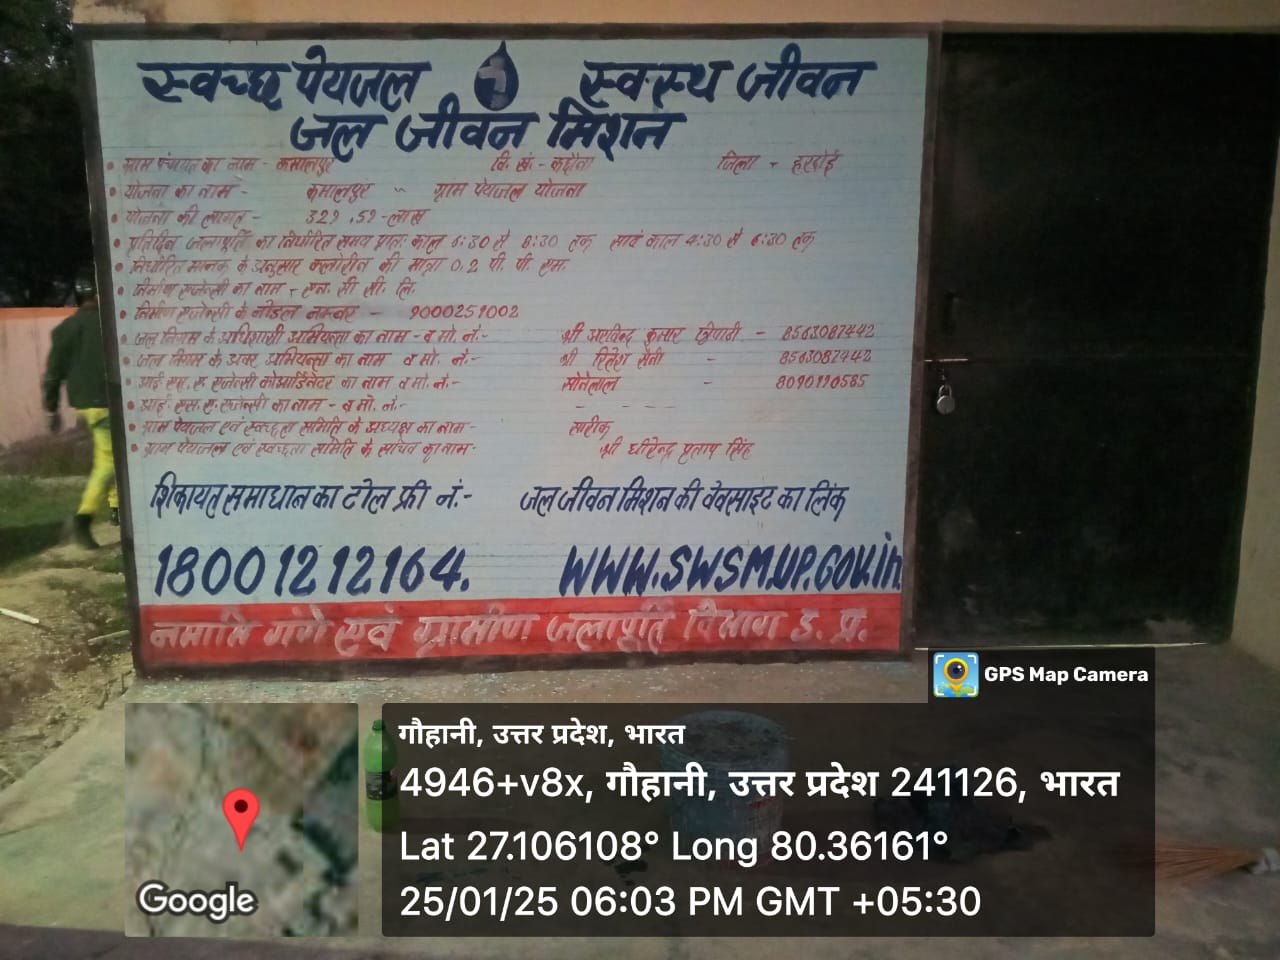 स्वच्छ पेयजल स्वस्थ जीवन
जल जीवन मिशन
• ग्राम पंचायत का नाम - कमालपुर वि. खं. - कछौना जिला - हरदोई
• योजना का नाम - कमालपुर " ग्राम पेयजल योजना
• योजना की लागत - 329.59 - लाख
• प्रतिदिन जलापूर्ति का निर्धारित समय प्रातः काल 6:30 से 8:30 तक सायं काल 4:30 से 6:30 तक
• निर्धारित मानक के अनुसार क्लोरीन की मात्रा 0.2 पी. पी. एम.
• निर्माण एजेन्सी का नाम - एन. सी सी. लि.
• निर्माण एजेन्सी के नोडल नम्बर - 9000259002
• जल निगम के अधिशासी अभियन्ता का नाम - व मो. नं. :- श्री अरविन्द कुमार त्रिपाठी - 8563087442
• जल निगम के अवर अभियन्ता का नाम व मो. नं. :- श्री रितेश सैनी - 8563087442
• आई. एस. ए. एजेन्सी कोआर्डिनेटर का नाम व मो. नं. :- सोनेलाल - 8090190585
• आई. एस. ए. एजेन्सी का नाम - व मो. नं. :-
• ग्राम पेयजल एवं स्वच्छता समिति के अध्यक्ष का नाम - सारीक
• ग्राम पेयजल एवं स्वच्छता समिति के सचिव का नाम - श्री धीरेन्द्र प्रताप सिंह
शिकायत समाधान का टोल फ्री नं. :- जल जीवन मिशन की वेवसाइट का लिंक
18001212164. WWW.SWSM.UP.GOV.in
नमामि गंगे एवं ग्रामीण जलापूर्ति विभाग उ. प्र.
GPS Map Camera
गौहानी, उत्तर प्रदेश, भारत
4946+v8x, गौहानी, उत्तर प्रदेश 241126, भारत
Lat 27.106108° Long 80.36161°
25/01/25 06:03 PM GMT +05:30
Google